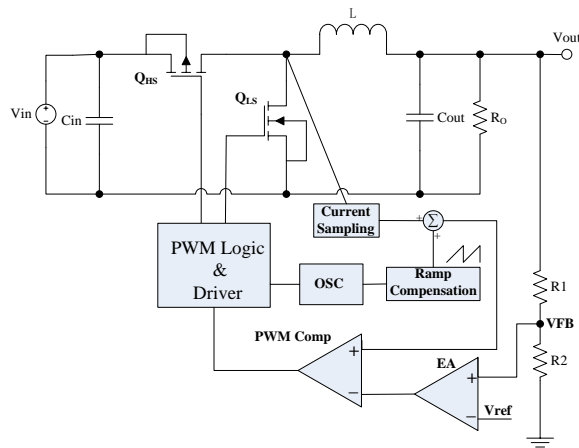 L
Vout
QHS
QLS
Vin
Cin
Cout
RO
Current
Sampling
+
Σ
+
PWM Logic
&
Driver
OSC
Ramp
Compensation
R1
VFB
PWM Comp
+
−
EA
+
−
Vref
R2